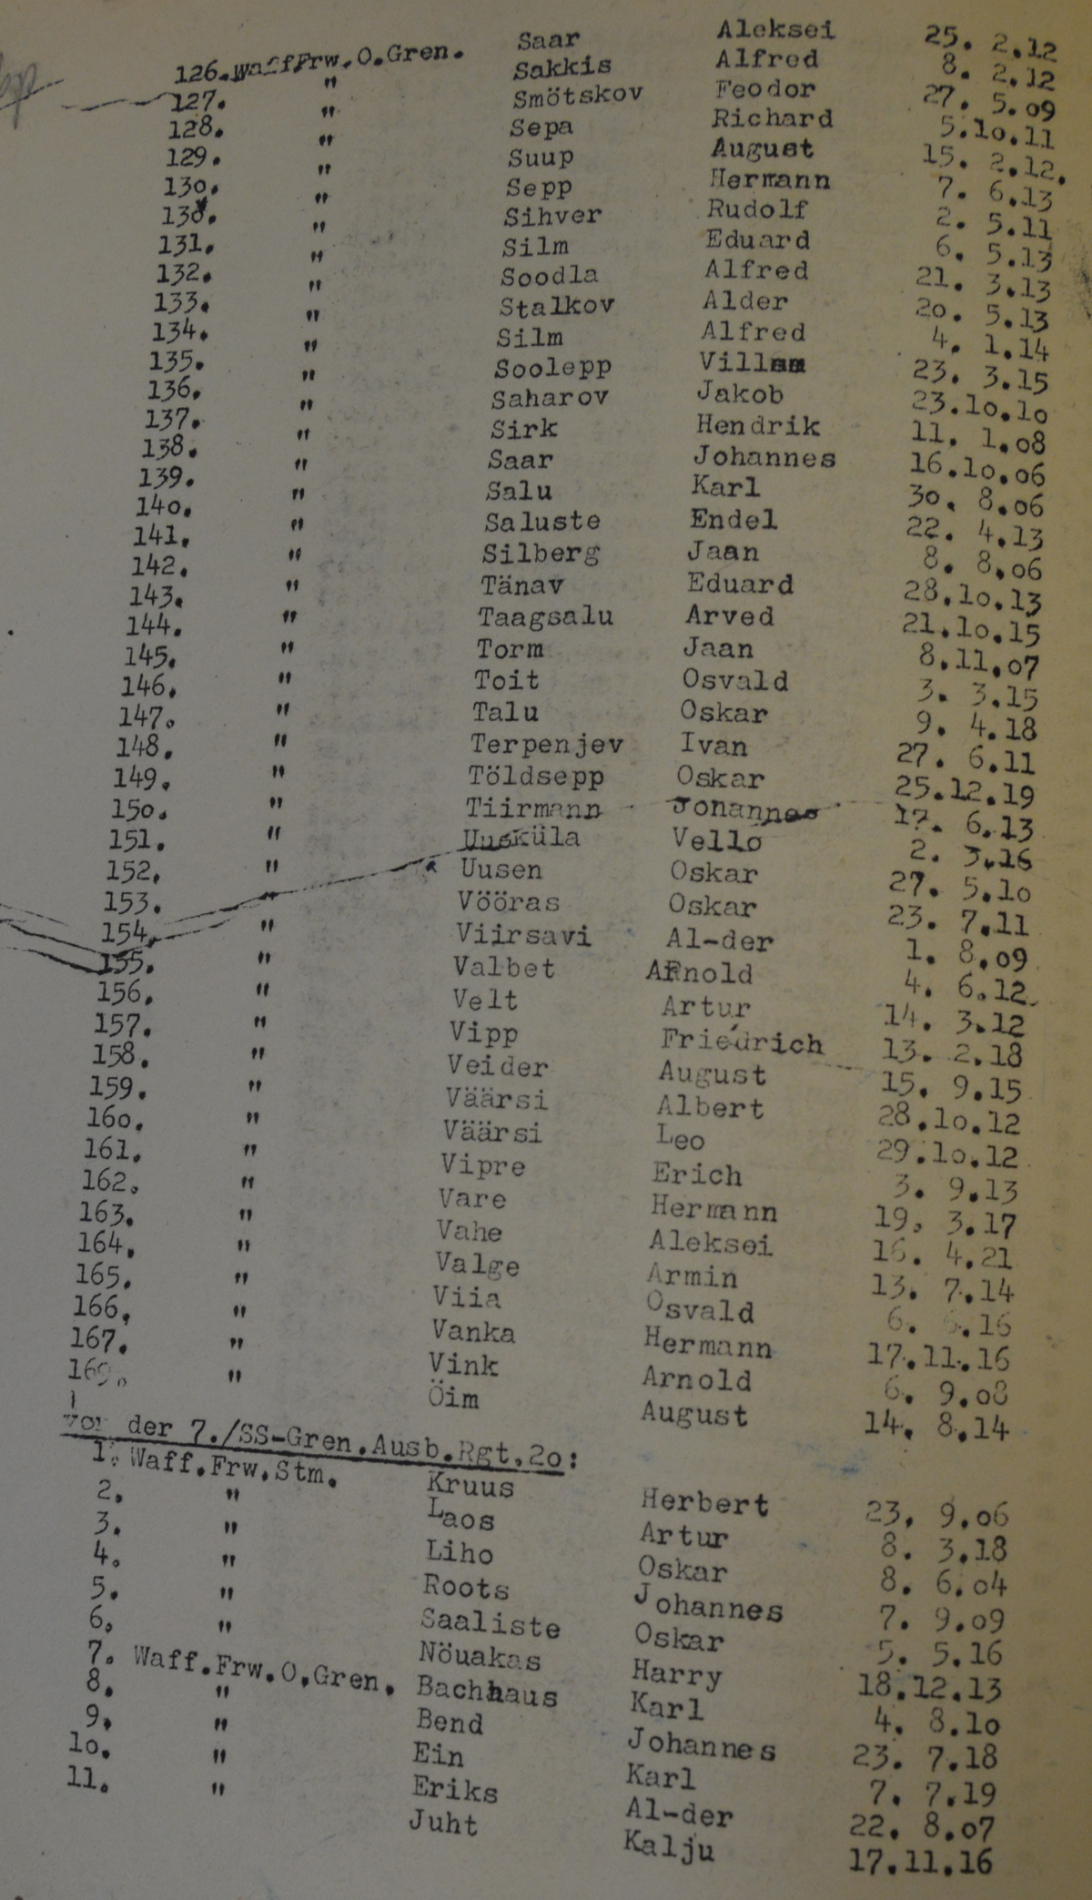 126. Waff.Frw.O.Gren. Saar Aleksei 25. 2.12
127. " Sakkis Alfred 8. 2.12
128. " Smötskov Feodor 27. 5.09
129. " Sepa Richard 5.10.11
130. " Suup August 15. 2.12.
130. " Sepp Hermann 7. 6.13
131. " Sihver Rudolf 2. 5.11
132. " Silm Eduard 6. 5.13
133. " Soodla Alfred 21. 3.13
134. " Stalkov Alder 20. 5.13
135. " Silm Alfred 4. 1.14
136. " Soolepp 23. 3.15
137. " Saharov Jakob 23.10.10
138. " Sirk Hendrik 11. 1.08
139. " Saar Johannes 16.10.06
140. " Salu Karl 30. 8.06
141. " Saluste Endel 22. 4.13
142. " Silberg Jaan 8. 8.06
143. " Tänav Eduard 28.10.13
144. " Taagsalu Arved 21.10.15
145. " Torm Jaan 8.11.07
146. " Toit Osvald 3. 3.15
147. " Talu Oskar 9. 4.18
148. " Terpenjev Ivan 27. 6.11
149. " Töldsepp Oskar 25.12.19
150. " Tiirmann Johannes 17. 6.13
151. " Uusküla Vello 2. 3.16
152. " Uusen Oskar 27. 5.10
153. " Vööras Oskar 23. 7.11
154. " Viirsavi Al-der 1. 8.09
155. " Valbet Arnold 4. 6.12.
156. " Velt Artur 14. 3.12
157. " Vipp Friedrich 13. 2.18
158. " Veider August 15. 9.15
159. " Väärsi Albert 28.10.12
160. " Väärsi Leo 29.10.12
161. " Vipre Erich 3. 9.13
162. " Vare Hermann 19. 3.17
163. " Vahe Aleksei 16. 4.21
164. " Valge Armin 13. 7.14
165. " Viia Osvald 6. 6.16
166. " Vanka Hermann 17.11.16
167. " Vink Arnold 6. 9.08
169. " Öim August 14. 8.14
von der 7./SS-Gren.Ausb.Rgt.20:
1. Waff.Frw.Stm. Kruus Herbert 23. 9.06
2. " Laos Artur 8. 3.18
3. " Liho Oskar 8. 6.04
4. " Roots Johannes 7. 9.09
5. " Saaliste Oskar 5. 5.16
6. " Nöuakas Harry 18.12.13
7. Waff.Frw.O.Gren. Bachhaus Karl 4. 8.10
8. " Bend Johannes 23. 7.18
9. " Ein Karl 7. 7.19
10. " Eriks Al-der 22. 8.07
11. " Juht Kalju 17.11.16